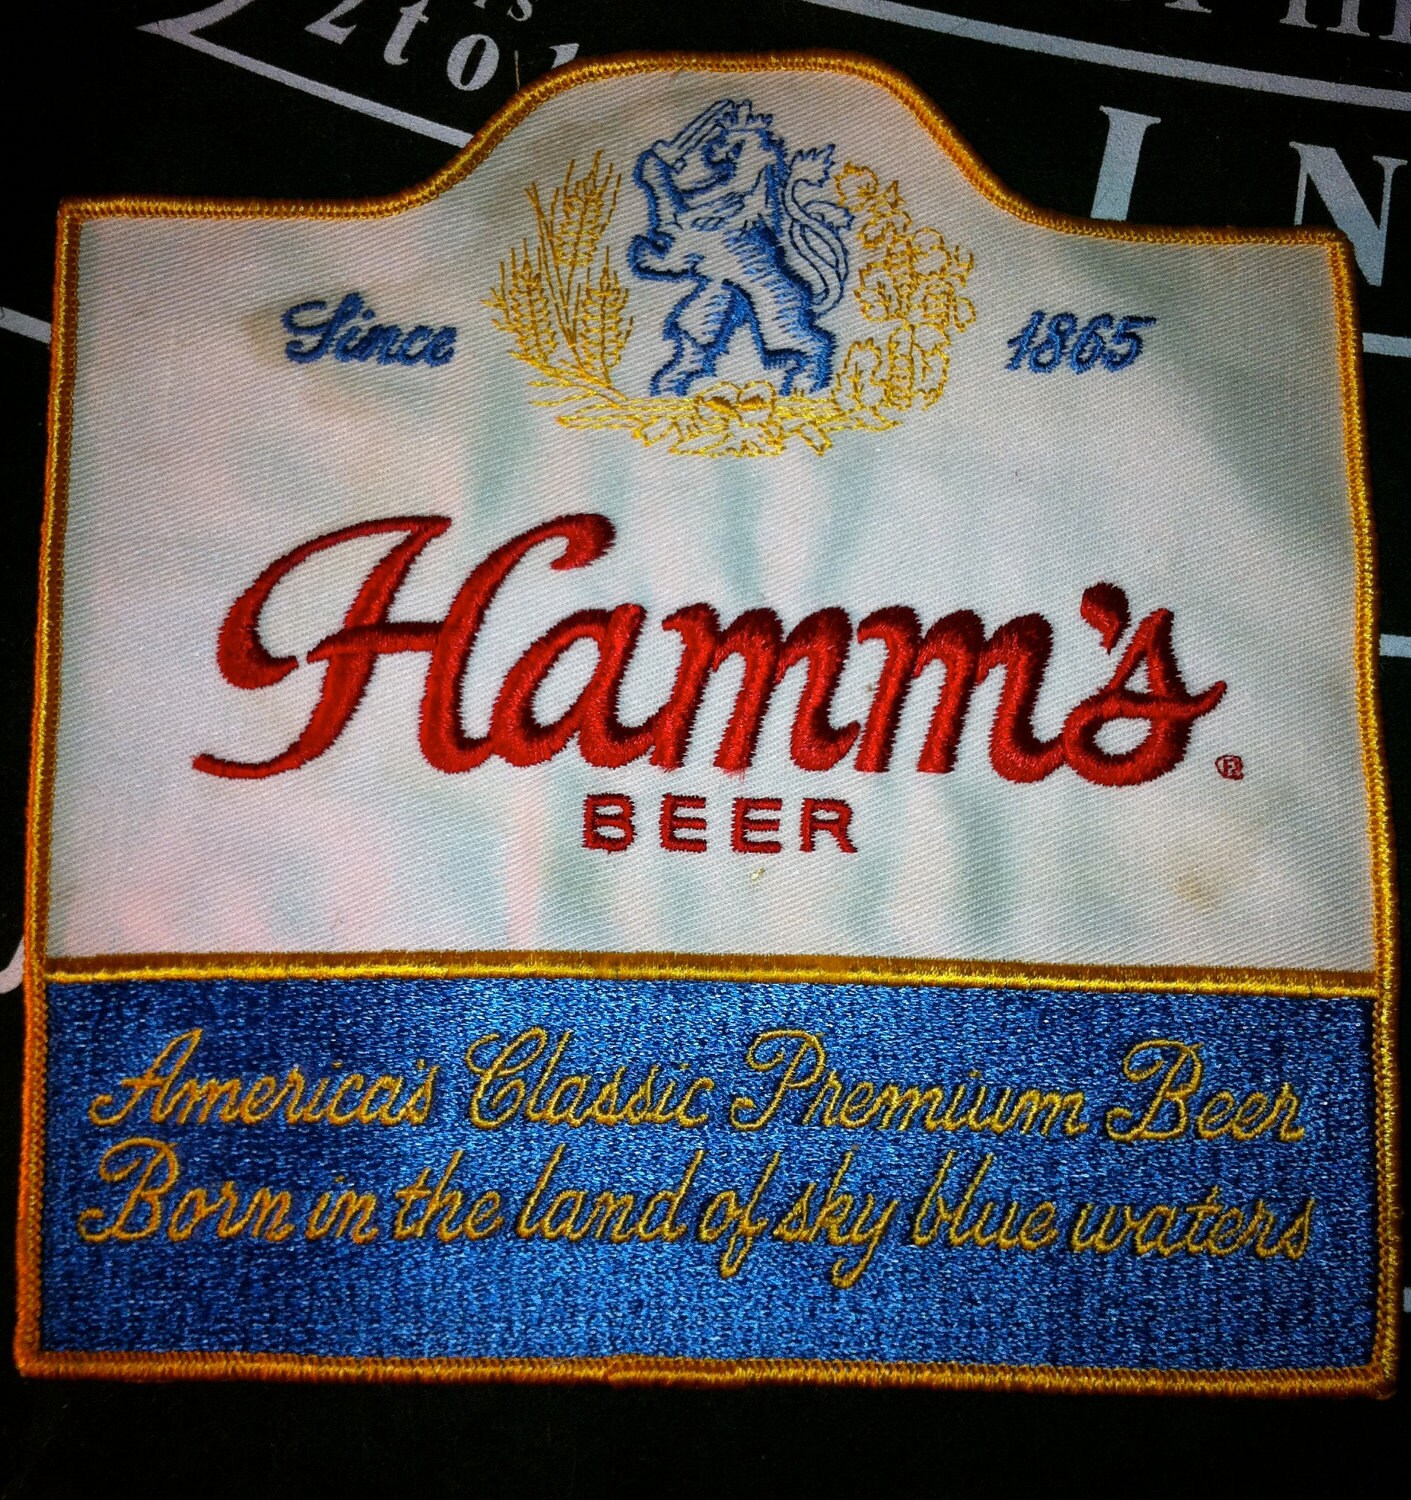 Since 1865
Hamm's ®
BEER
America's Classic Premium Beer
Born in the land of sky blue waters